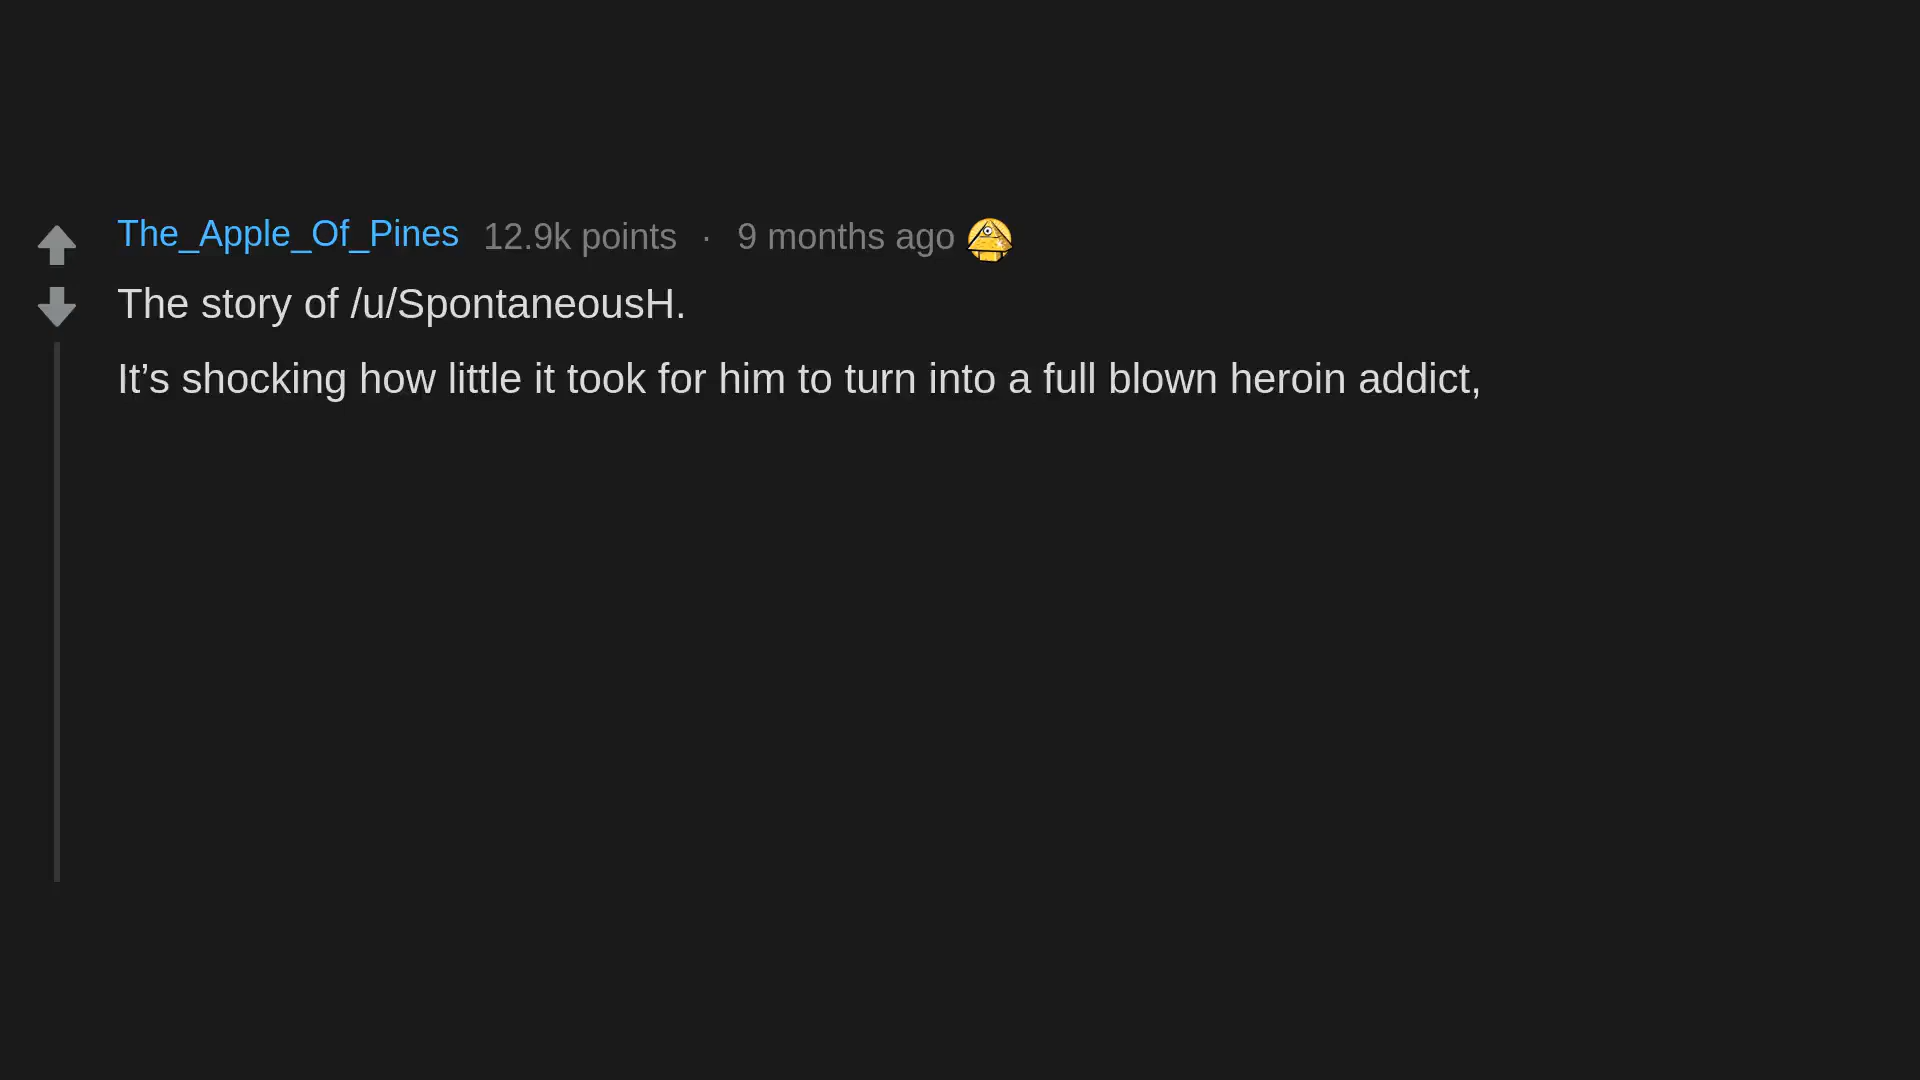 The_Apple_Of_Pines 12.9k points · 9 months ago
The story of /u/SpontaneousH.
It’s shocking how little it took for him to turn into a full blown heroin addict,